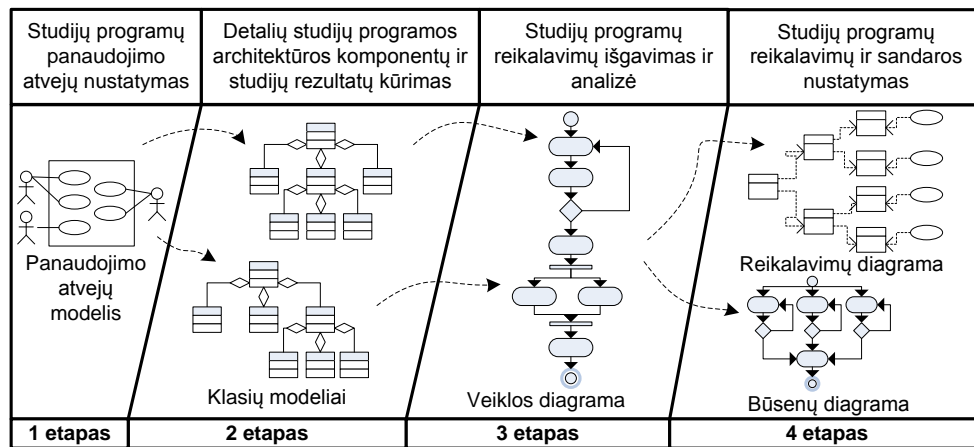 Studijų programų
panaudojimo
atvejų nustatymas
Detalių studijų programos
architektūros komponentų ir
studijų rezultatų kūrimas
Studijų programų
reikalavimų išgavimas ir
analizė
Studijų programų
reikalavimų ir sandaros
nustatymas
Panaudojimo
atvejų
modelis
Klasių modeliai
Veiklos diagrama
Reikalavimų diagrama
Būsenų diagrama
1 etapas
2 etapas
3 etapas
4 etapas